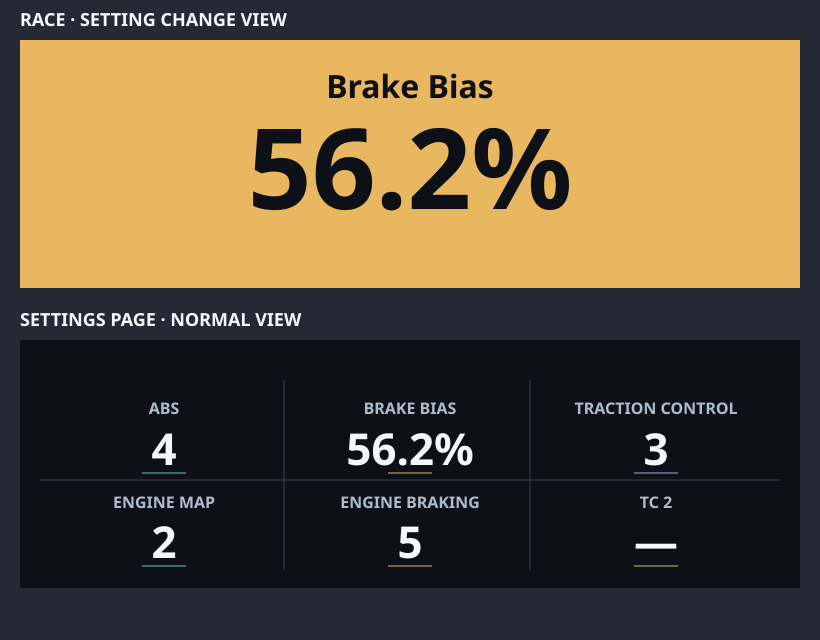 RACE · SETTING CHANGE VIEW
Brake Bias
56.2%
SETTINGS PAGE · NORMAL VIEW
ABS BRAKE BIAS TRACTION CONTROL
4 56.2% 3
ENGINE MAP ENGINE BRAKING TC 2
2 5 —